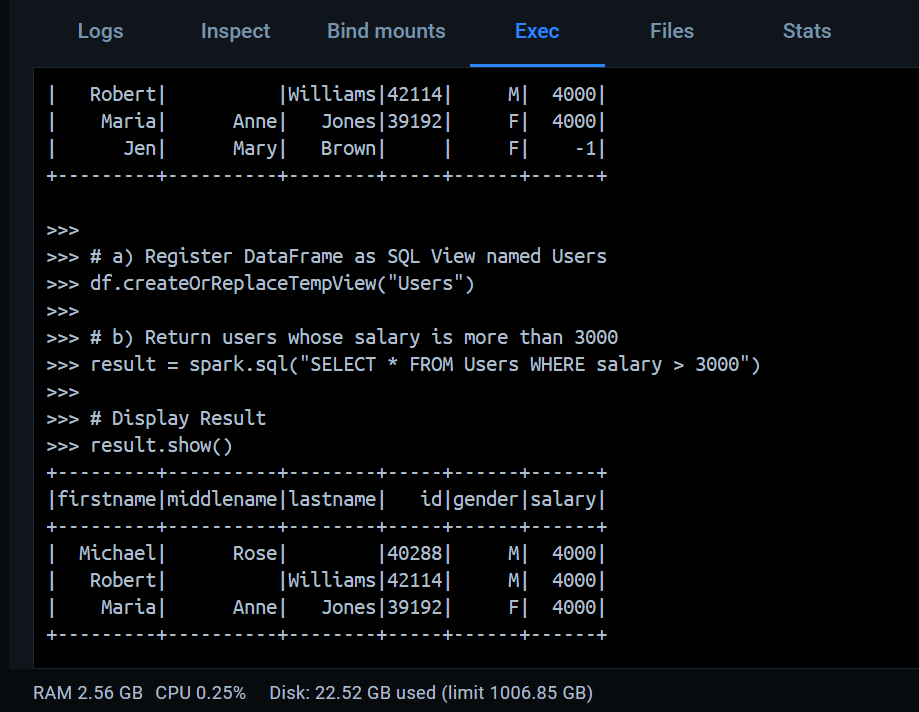 Logs Inspect Bind mounts Exec Files Stats
|   Robert|          |Williams|42114|     M|  4000|
|    Maria|      Anne|   Jones|39192|     F|  4000|
|      Jen|      Mary|   Brown|     |     F|    -1|
+---------+----------+--------+-----+------+------+
>>>
>>> # a) Register DataFrame as SQL View named Users
>>> df.createOrReplaceTempView("Users")
>>>
>>> # b) Return users whose salary is more than 3000
>>> result = spark.sql("SELECT * FROM Users WHERE salary > 3000")
>>>
>>> # Display Result
>>> result.show()
+---------+----------+--------+-----+------+------+
|firstname|middlename|lastname|   id|gender|salary|
+---------+----------+--------+-----+------+------+
|  Michael|      Rose|        |40288|     M|  4000|
|   Robert|          |Williams|42114|     M|  4000|
|    Maria|      Anne|   Jones|39192|     F|  4000|
+---------+----------+--------+-----+------+------+
RAM 2.56 GB CPU 0.25% Disk: 22.52 GB used (limit 1006.85 GB)